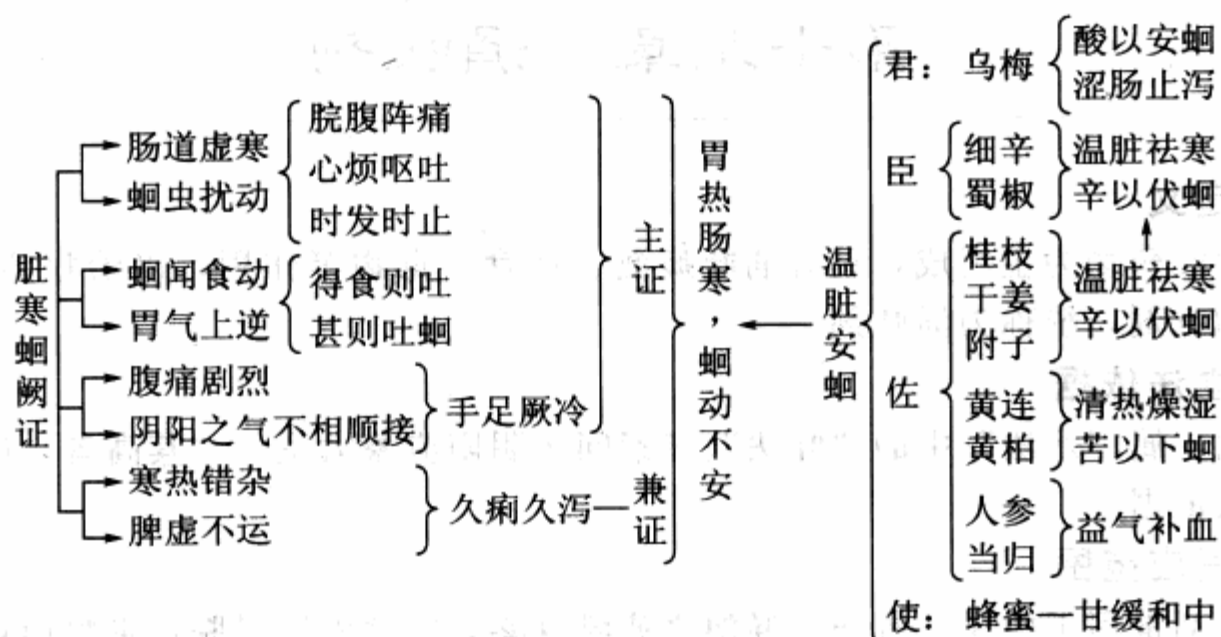 脏寒蛔厥证
肠道虚寒
蛔虫扰动
脘腹阵痛
心烦呕吐
时发时止
蛔闻食动
胃气上逆
得食则吐
甚则吐蛔
腹痛剧烈
阴阳之气不相顺接
手足厥冷
寒热错杂
脾虚不运
久痢久泻
主证
兼证
胃热肠寒，蛔动不安
温脏安蛔
君： 乌梅
酸以安蛔
涩肠止泻
臣
细辛
蜀椒
温脏祛寒
辛以伏蛔
佐
桂枝
干姜
附子
温脏祛寒
辛以伏蛔
黄连
黄柏
清热燥湿
苦以下蛔
人参
当归
益气补血
使： 蜂蜜—甘缓和中